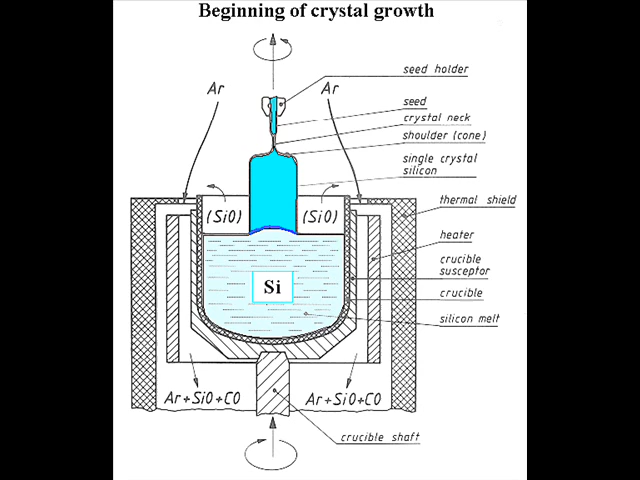 Beginning of crystal growth
seed holder
Ar
Ar
seed
crystal neck
shoulder (cone)
single crystal
silicon
thermal shield
(SiO)
(SiO)
heater
crucible
susceptor
Si
crucible
silicon melt
Ar+SiO+CO
Ar+SiO+CO
crucible shaft